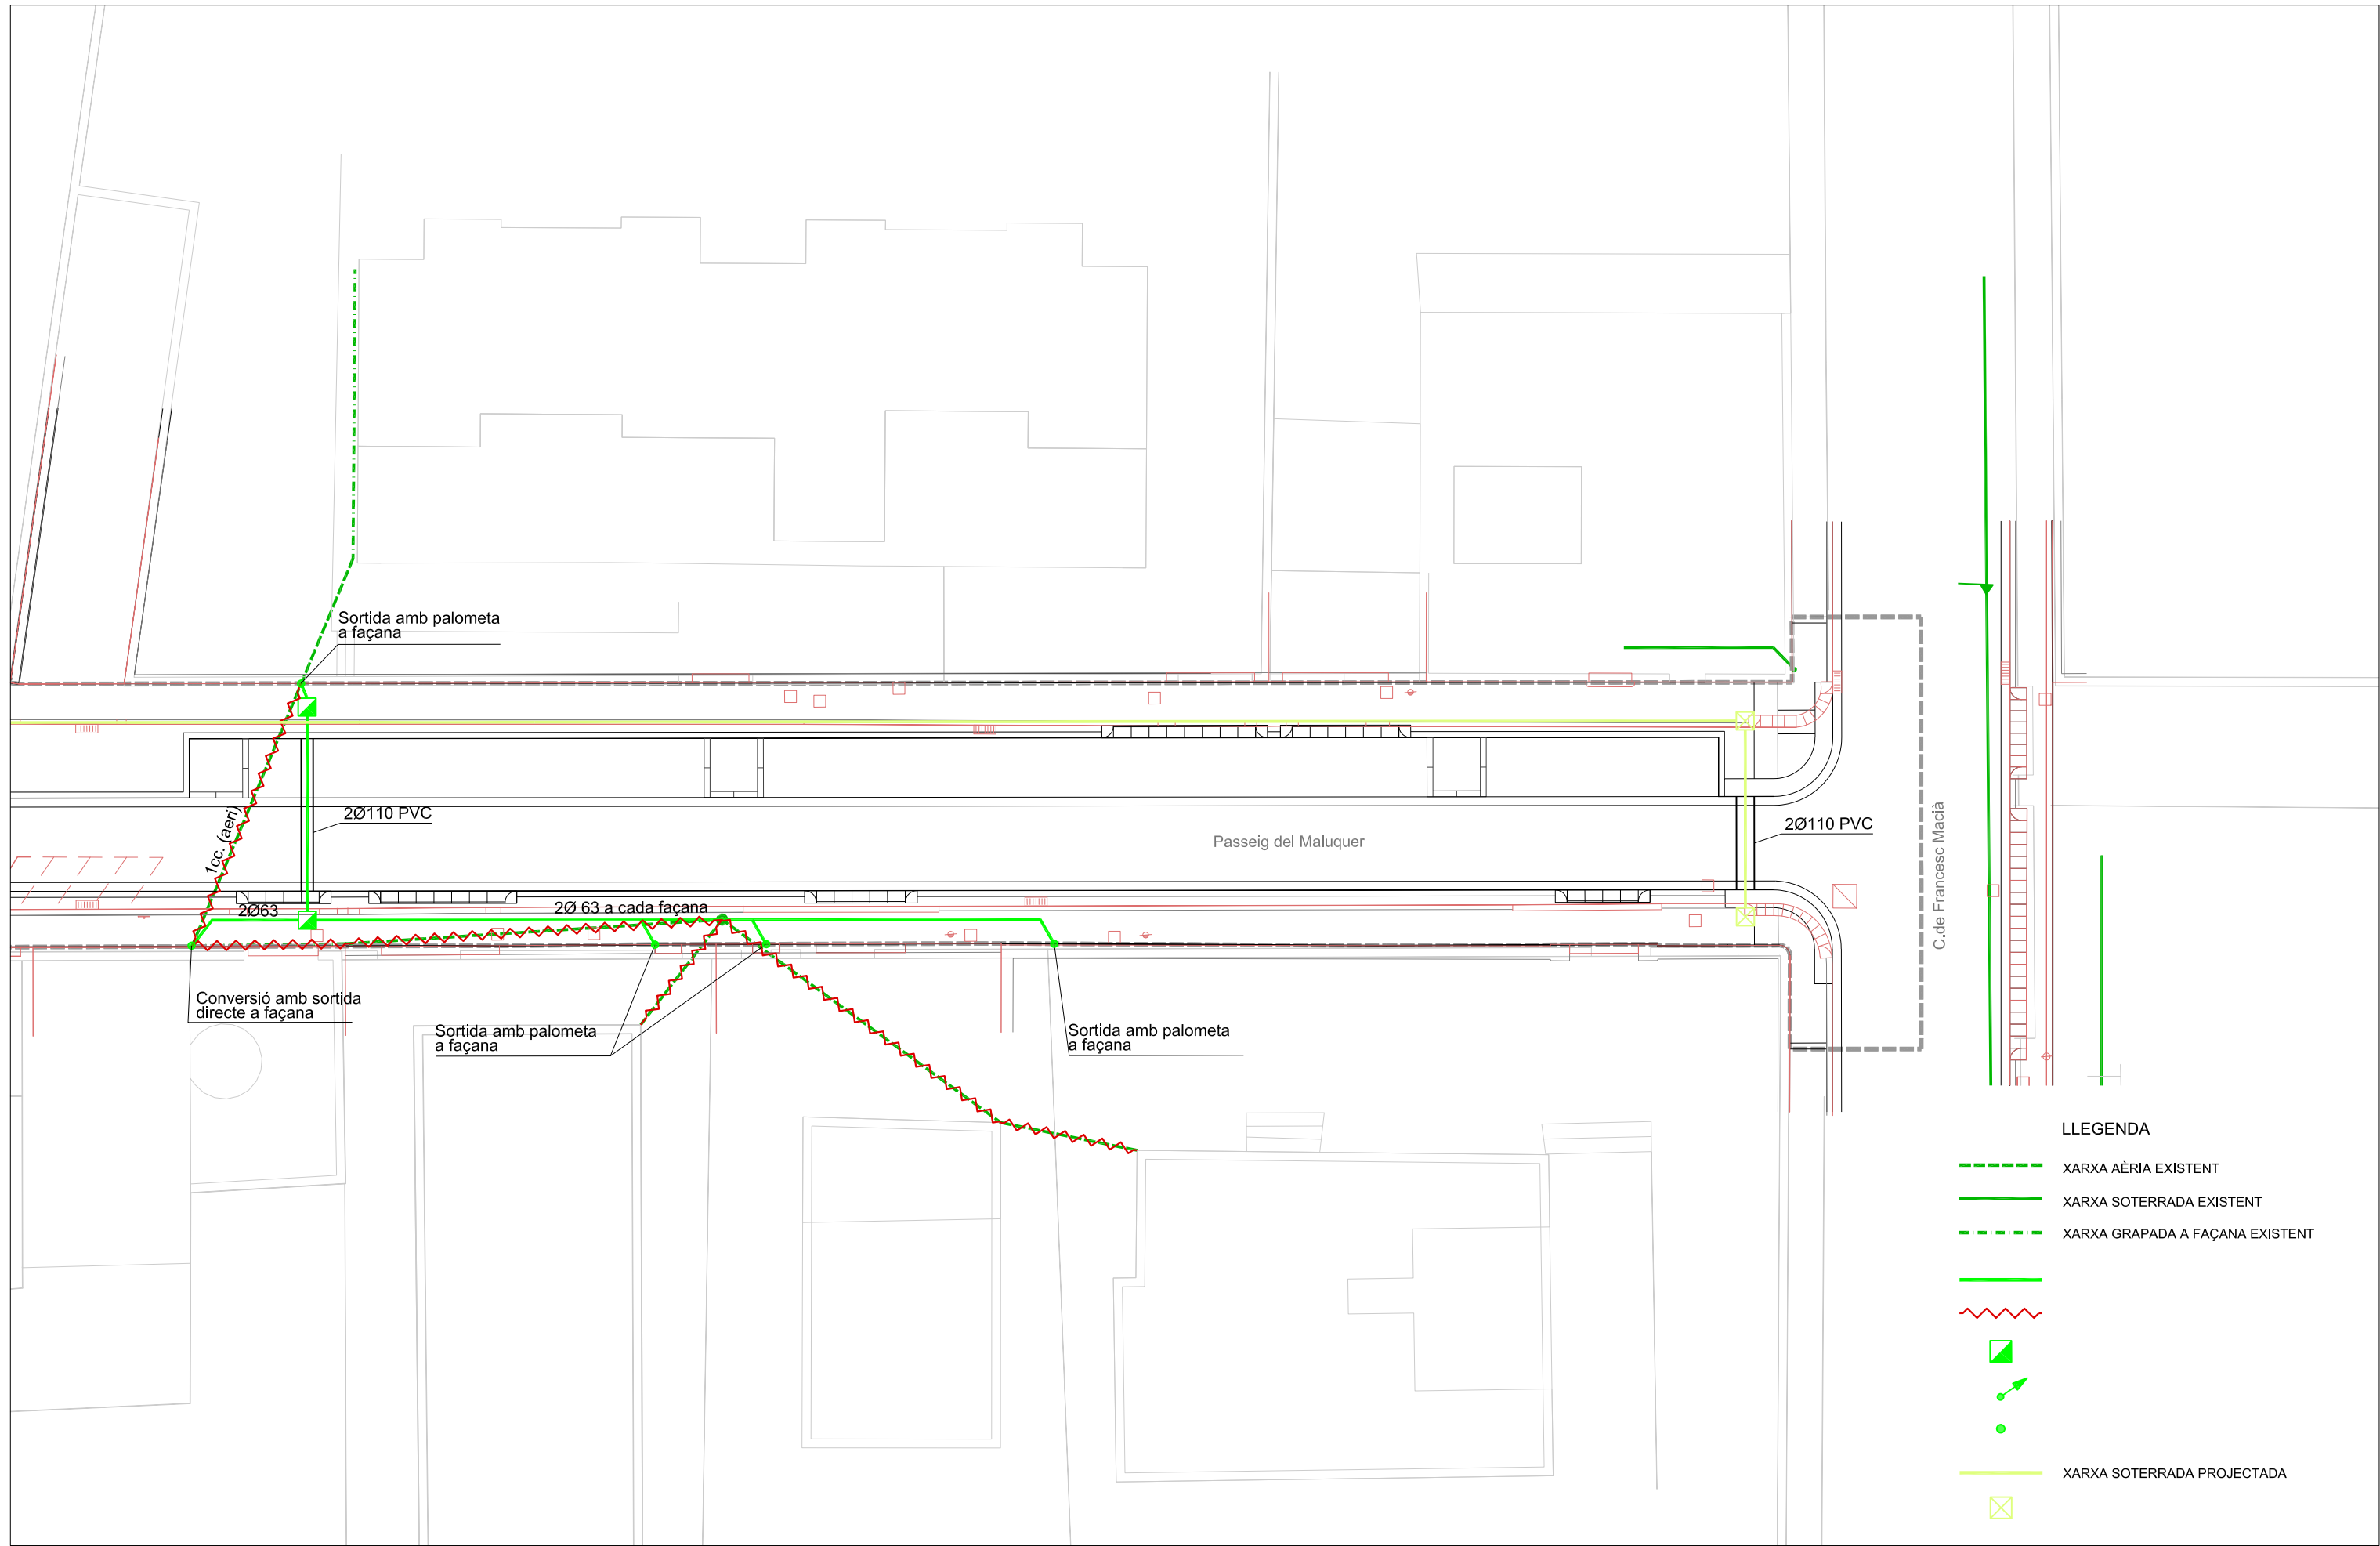 Sortida amb palometa
a façana
1cc. (aeri)
2Ø110 PVC
Passeig del Maluquer
2Ø110 PVC
C.de Francesc Macià
2Ø63
2Ø 63 a cada façana
Conversió amb sortida
directe a façana
Sortida amb palometa
a façana
Sortida amb palometa
a façana
LLEGENDA
XARXA AÈRIA EXISTENT
XARXA SOTERRADA EXISTENT
XARXA GRAPADA A FAÇANA EXISTENT
XARXA SOTERRADA PROJECTADA